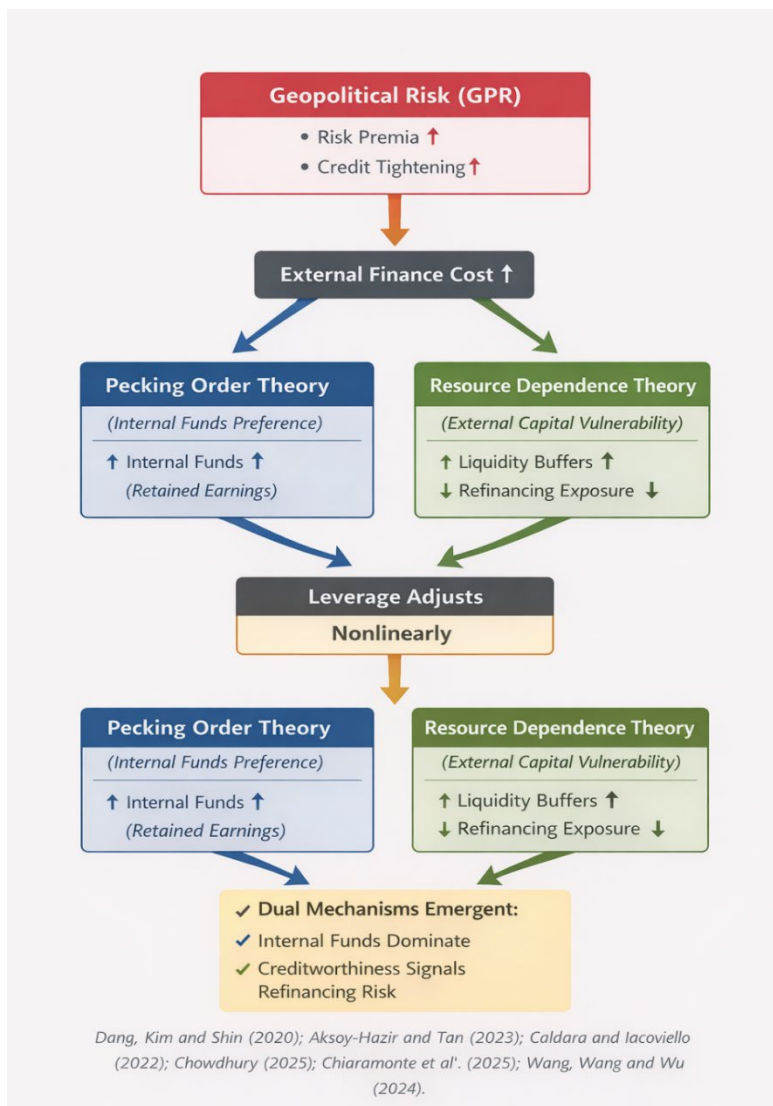 Geopolitical Risk (GPR)
• Risk Premia ↑
• Credit Tightening ↑
External Finance Cost ↑
Pecking Order Theory
(Internal Funds Preference)
↑ Internal Funds ↑
(Retained Earnings)
Resource Dependence Theory
(External Capital Vulnerability)
↑ Liquidity Buffers ↑
↓ Refinancing Exposure ↓
Leverage Adjusts
Nonlinearly
Pecking Order Theory
(Internal Funds Preference)
↑ Internal Funds ↑
(Retained Earnings)
Resource Dependence Theory
(External Capital Vulnerability)
↑ Liquidity Buffers ↑
↓ Refinancing Exposure ↓
✓ Dual Mechanisms Emergent:
✓ Internal Funds Dominate
✓ Creditworthiness Signals
Refinancing Risk
Dang, Kim and Shin (2020); Aksoy-Hazir and Tan (2023); Caldara and Iacoviello
(2022); Chowdhury (2025); Chiaramonte et al'. (2025); Wang, Wang and Wu
(2024).